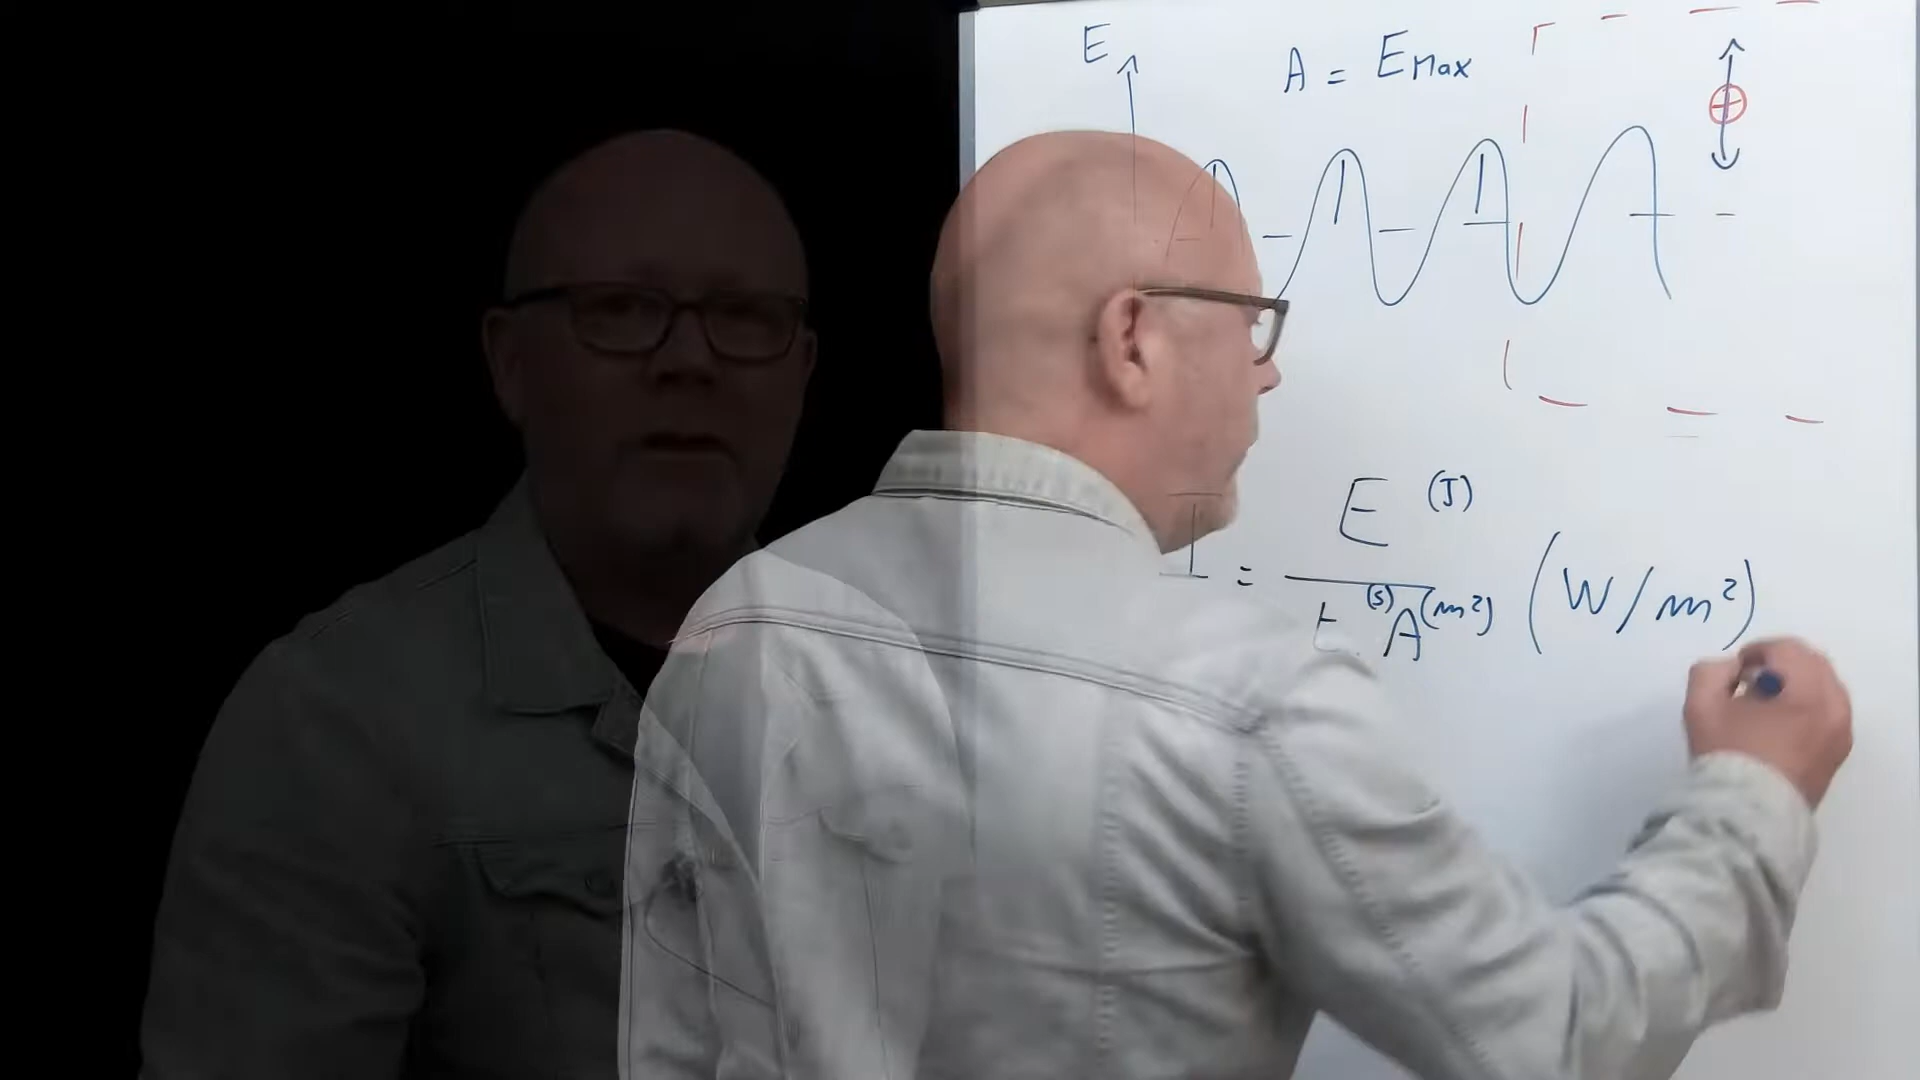 E
A = EMax
I = E (J) / t (s) A (m²) (W/m²)